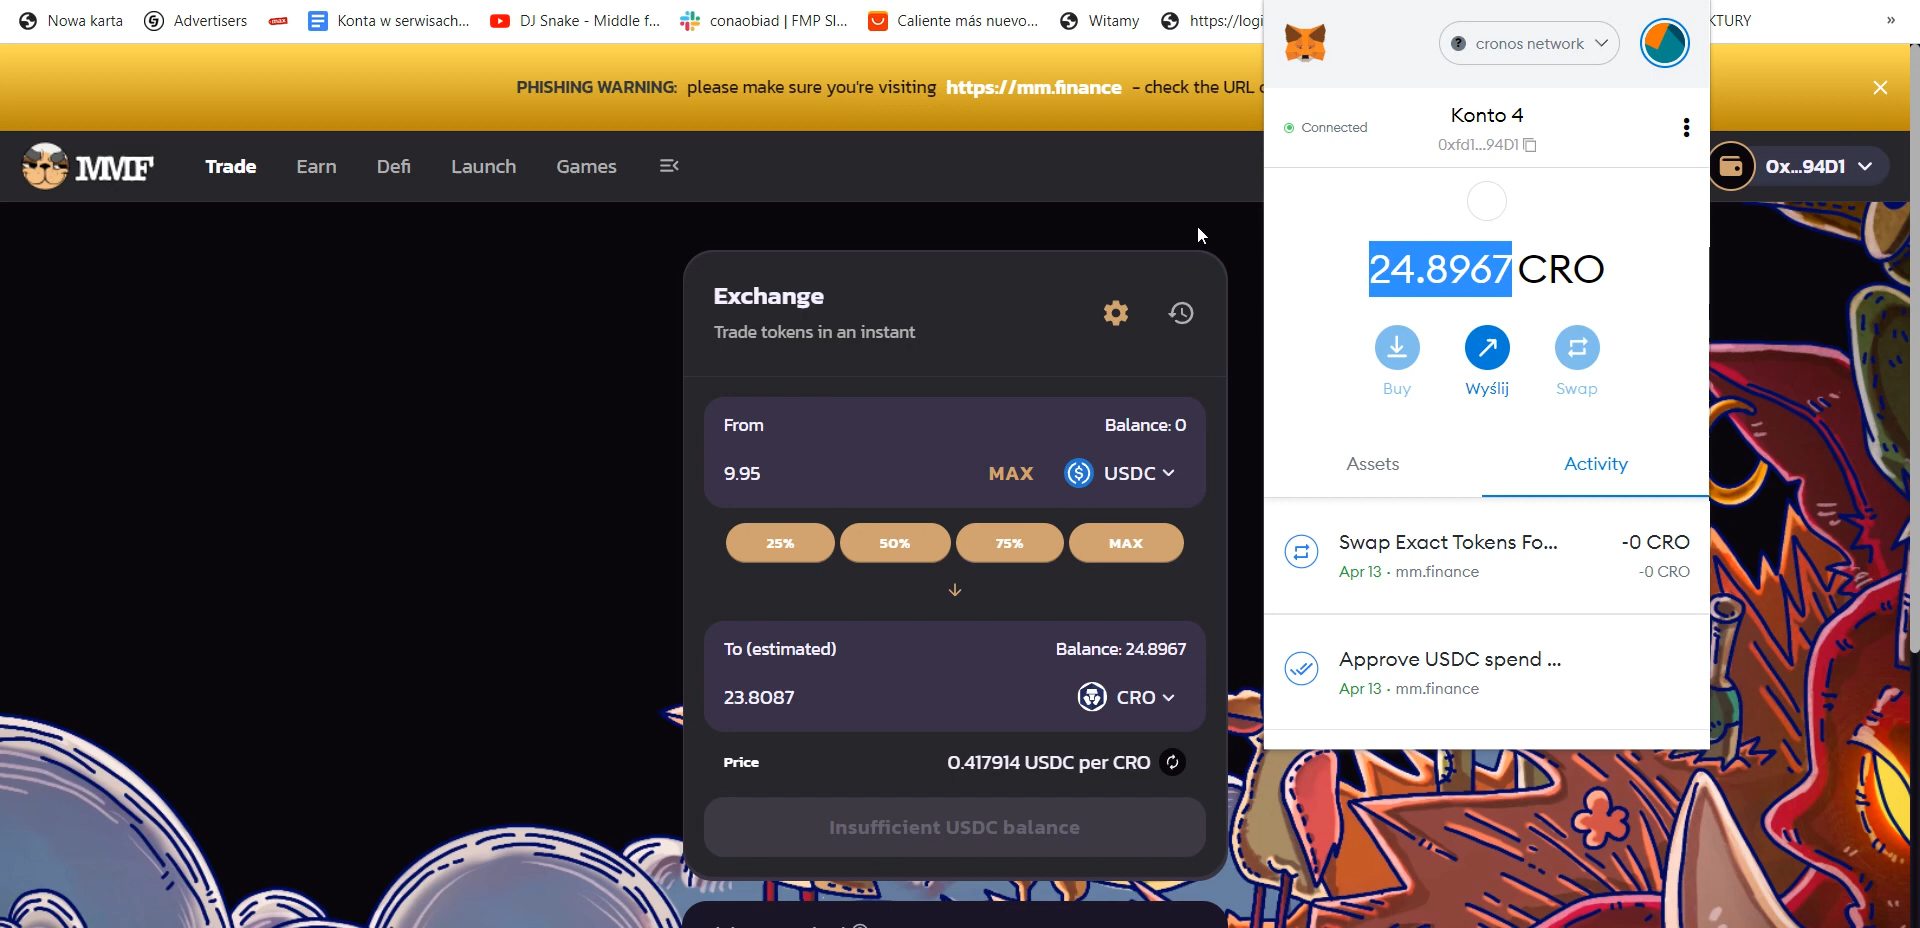 Nowa karta
Advertisers
max
Konta w serwisach...
DJ Snake - Middle f...
conaobiad | FMP Sl...
Caliente más nuevo...
Witamy
https://logi
KTURY
»
PHISHING WARNING: please make sure you're visiting https://mm.finance - check the URL
MMF
Trade
Earn
Defi
Launch
Games
0x...94D1
Exchange
Trade tokens in an instant
From
Balance: 0
9.95
MAX
USDC
25%
50%
75%
MAX
To (estimated)
Balance: 24.8967
23.8087
CRO
Price
0.417914 USDC per CRO
Insufficient USDC balance
cronos network
Connected
Konto 4
0xfd1...94D1
24.8967 CRO
Buy
Wyślij
Swap
Assets
Activity
Swap Exact Tokens Fo...
-0 CRO
Apr 13 · mm.finance
-0 CRO
Approve USDC spend ...
Apr 13 · mm.finance